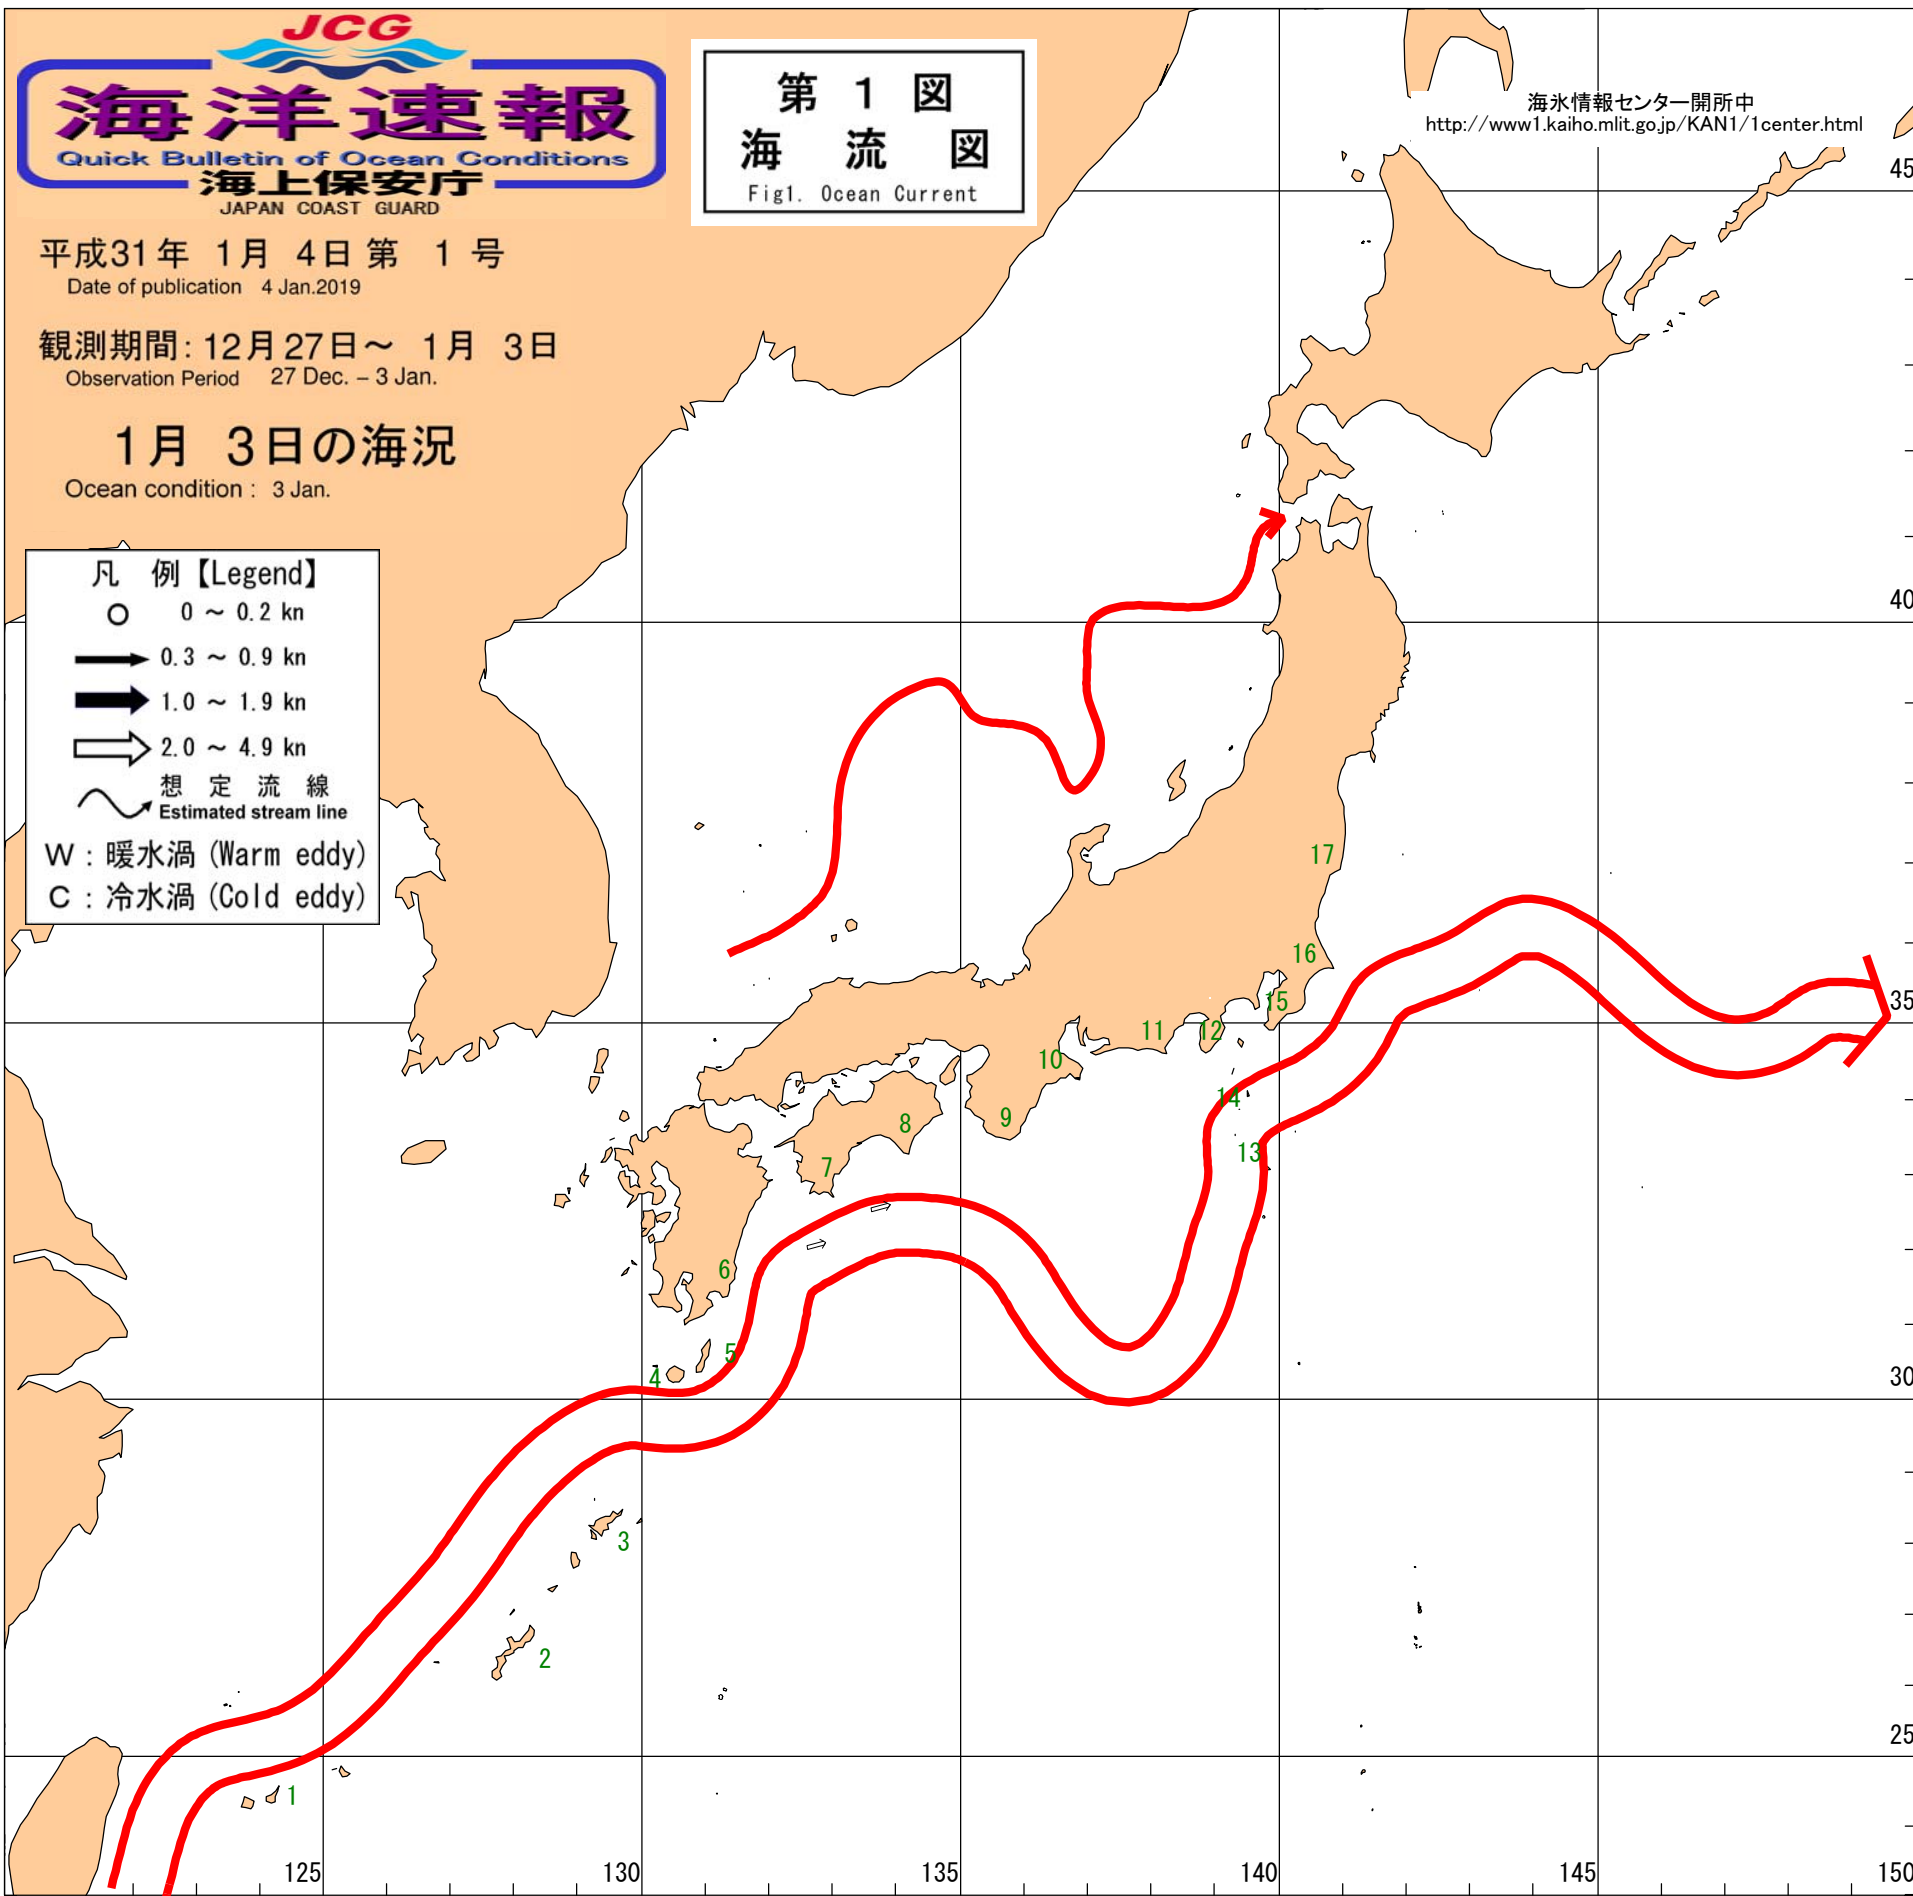 JCG
海洋速報
Quick Bulletin of Ocean Conditions
海上保安庁
JAPAN COAST GUARD
平成31年 1月 4日 第 1 号
Date of publication 4 Jan.2019
観測期間: 12月27日～ 1月 3日
Observation Period 27 Dec. – 3 Jan.
1月 3日の海況
Ocean condition : 3 Jan.
第 1 図
海 流 図
Fig1. Ocean Current
海氷情報センター開所中
http://www1.kaiho.mlit.go.jp/KAN1/1center.html
凡 例【Legend】
0 ～ 0.2 kn
0.3 ～ 0.9 kn
1.0 ～ 1.9 kn
2.0 ～ 4.9 kn
想 定 流 線
Estimated stream line
W : 暖水渦 (Warm eddy)
C : 冷水渦 (Cold eddy)
45
40
17
16
35
15
11
12
10
14
9
8
13
7
6
5
4
30
3
2
25
1
125
130
135
140
145
150